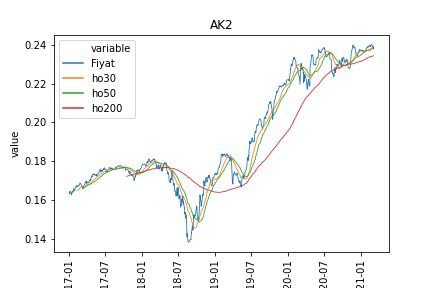 AK2
variable
Fiyat
ho30
ho50
ho200
value
0.24
0.22
0.20
0.18
0.16
0.14
17-01
17-07
18-01
18-07
19-01
19-07
20-01
20-07
21-01